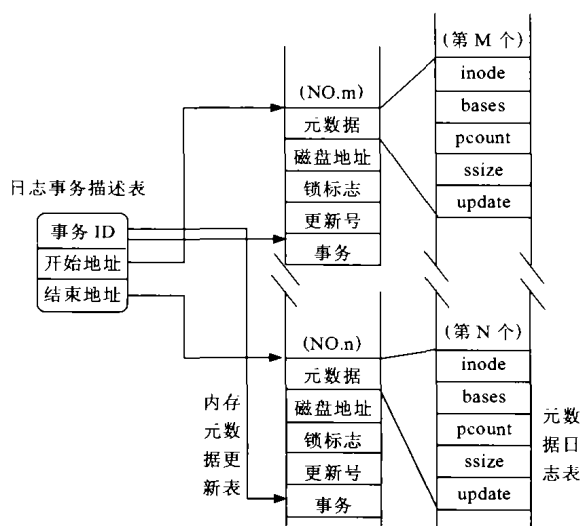 日志事务描述表
事务 ID
开始地址
结束地址
(NO.m)
元数据
磁盘地址
锁标志
更新号
事务
(NO.n)
元数据
磁盘地址
锁标志
更新号
事务
内存
元数
据更
新表
(第 M 个)
inode
bases
pcount
ssize
update
(第 N 个)
inode
bases
pcount
ssize
update
元数
据日
志表